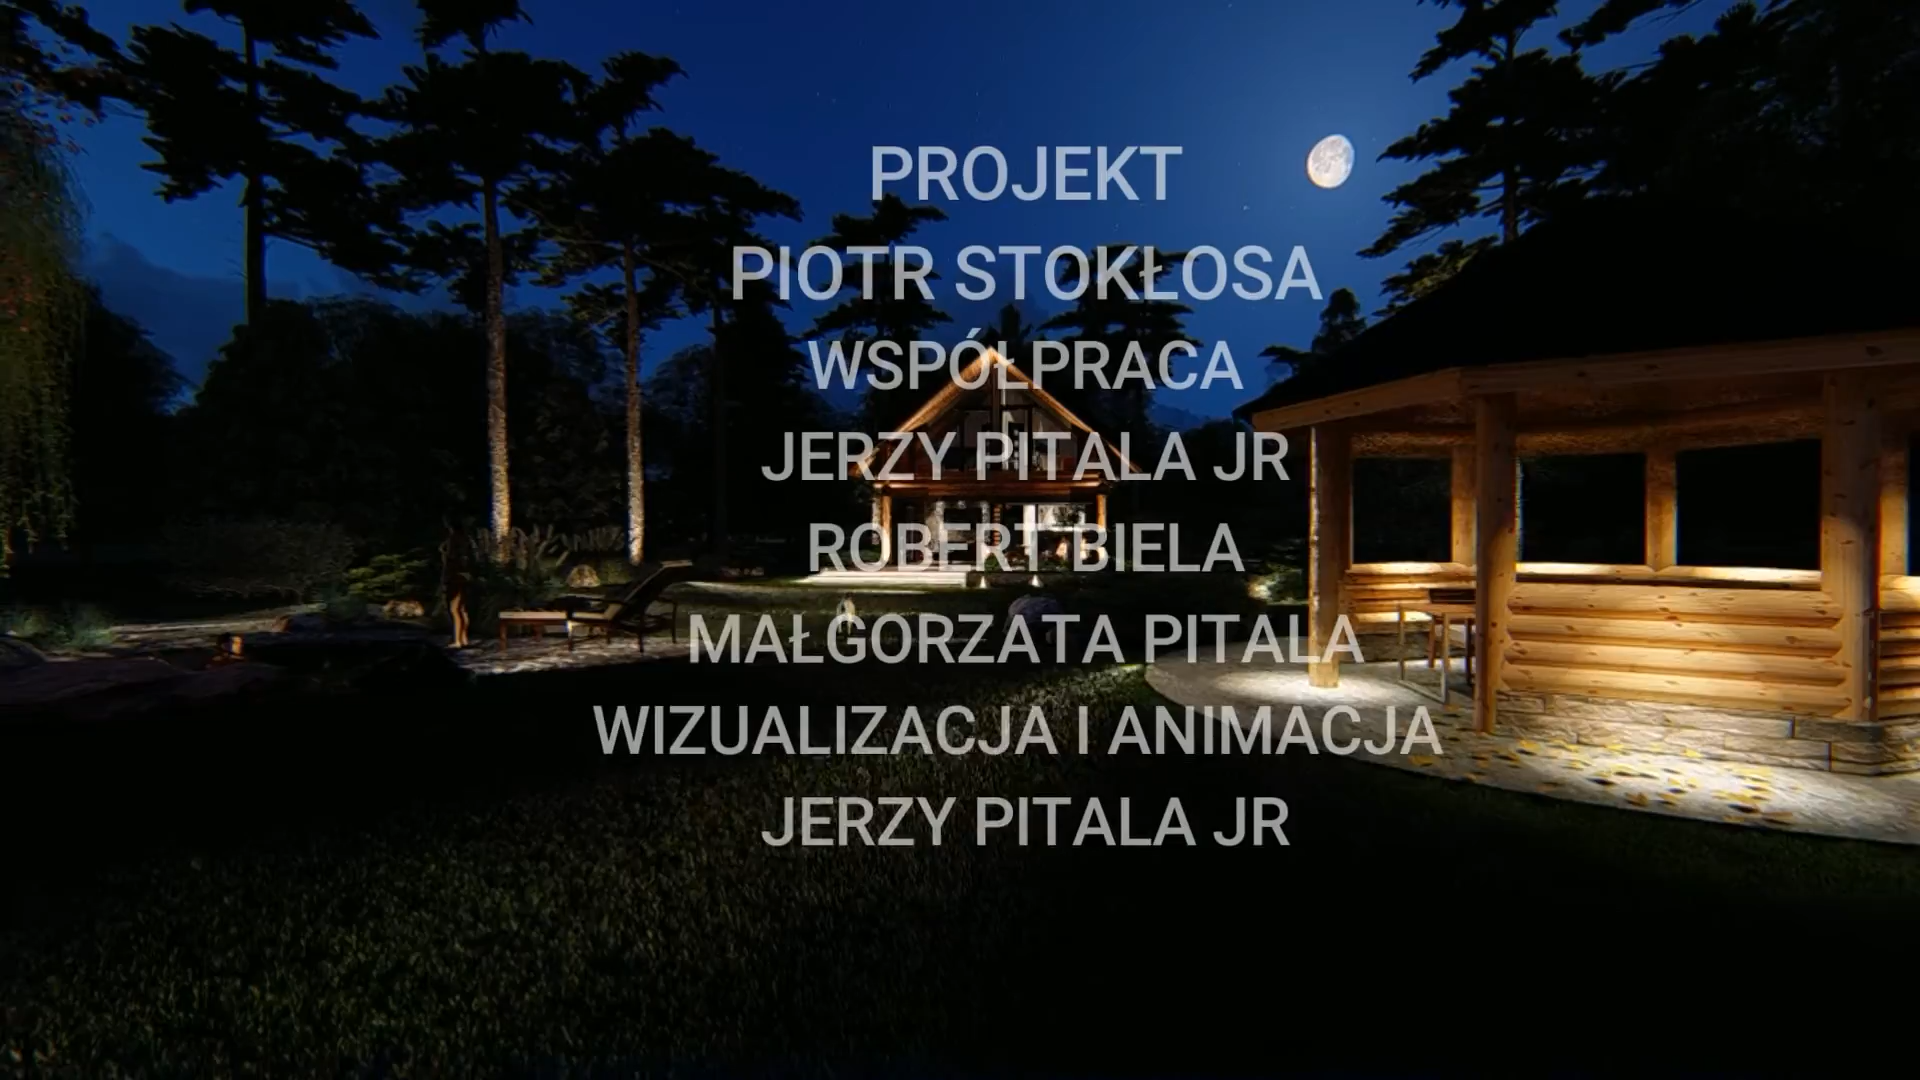 PROJEKT
PIOTR STOKŁOSA
WSPÓŁPRACA
JERZY PITALA JR
ROBERT BIELA
MAŁGORZATA PITALA
WIZUALIZACJA I ANIMACJA
JERZY PITALA JR